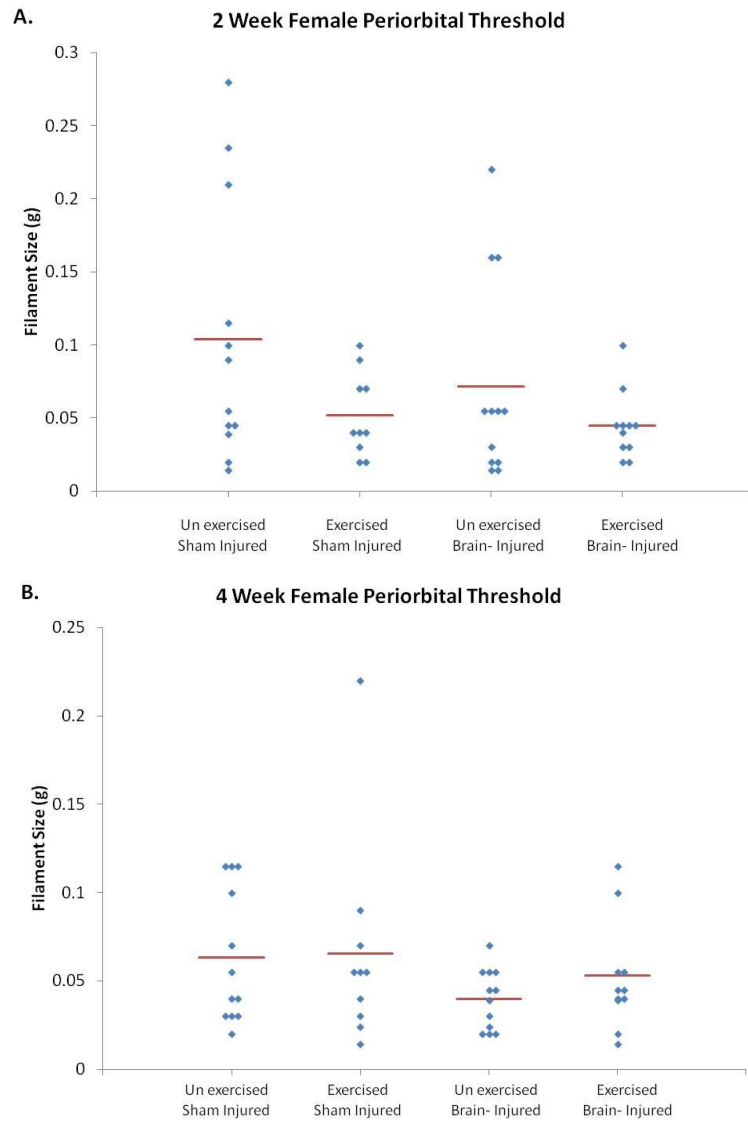 A.
2 Week Female Periorbital Threshold
0.3
0.25
0.2
0.15
0.1
0.05
0
Filament Size (g)
Un exercised Exercised Un exercised Exercised
Sham Injured Sham Injured Brain- Injured Brain- Injured
B.
4 Week Female Periorbital Threshold
0.25
0.2
0.15
0.1
0.05
0
Filament Size (g)
Un exercised Exercised Un exercised Exercised
Sham Injured Sham Injured Brain- Injured Brain- Injured